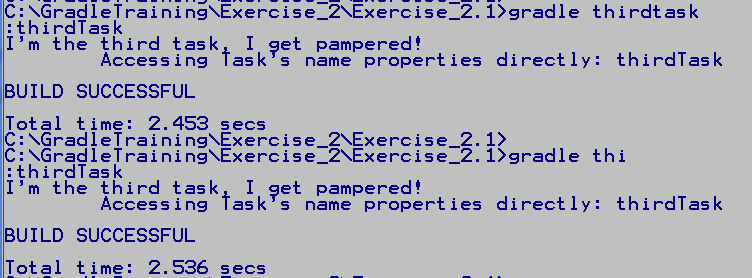 C:\GradleTraining\Exercise_2\Exercise_2.1>gradle thirdtask
:thirdTask
I'm the third task, I get pampered!
        Accessing Task's name properties directly: thirdTask

BUILD SUCCESSFUL

Total time: 2.453 secs
C:\GradleTraining\Exercise_2\Exercise_2.1>
C:\GradleTraining\Exercise_2\Exercise_2.1>gradle thi
:thirdTask
I'm the third task, I get pampered!
        Accessing Task's name properties directly: thirdTask

BUILD SUCCESSFUL

Total time: 2.536 secs